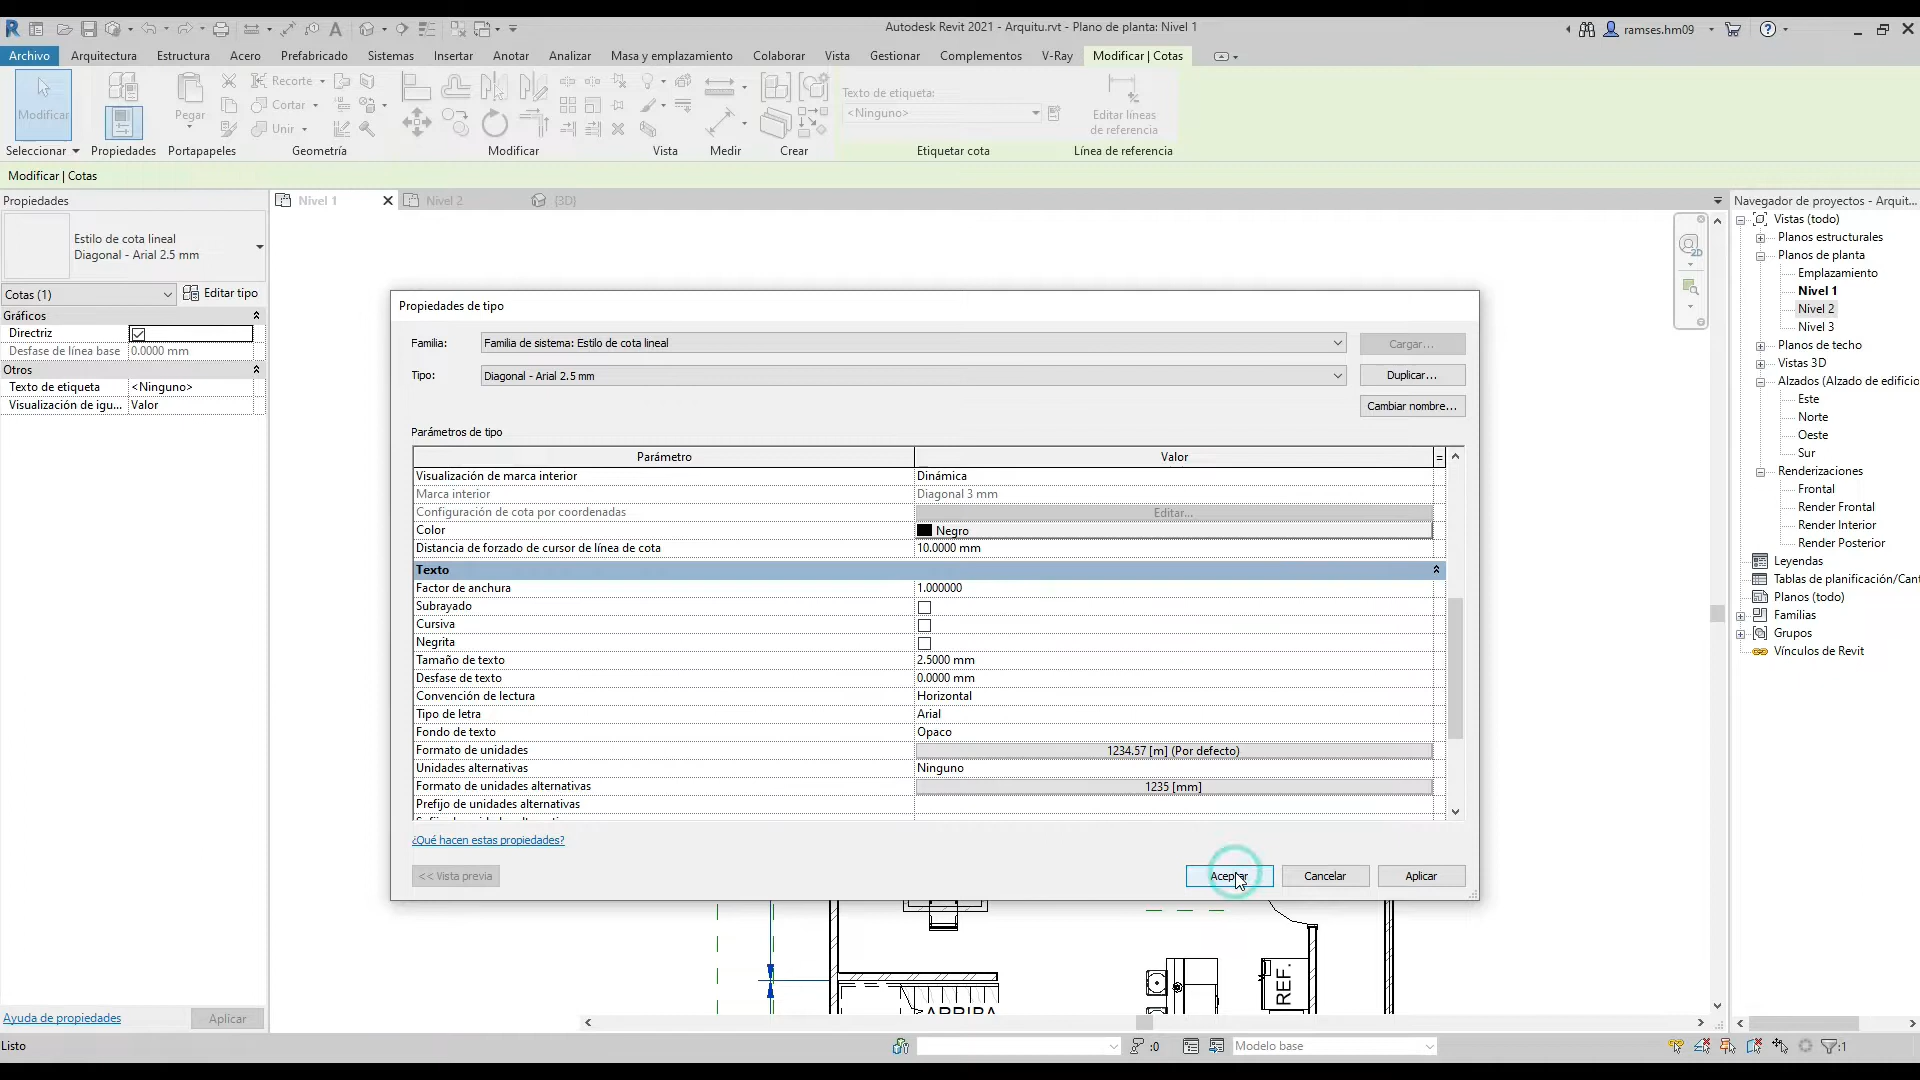 Autodesk Revit 2021 - Arquitu.rvt - Plano de planta: Nivel 1
ramses.hm09
Archivo Arquitectura Estructura Acero Prefabricado Sistemas Insertar Anotar Analizar Masa y emplazamiento Colaborar Vista Gestionar Complementos V-Ray Modificar | Cotas
Modificar
Pegar
Recorte
Cortar
Unir
Texto de etiqueta:
<Ninguno>
Editar líneas
de referencia
Seleccionar Propiedades Portapapeles Geometría Modificar Vista Medir Crear Etiquetar cota Línea de referencia
Modificar | Cotas
Propiedades
Estilo de cota lineal
Diagonal - Arial 2.5 mm
Cotas (1) Editar tipo
Gráficos
Directriz
Desfase de línea base 0.0000 mm
Otros
Texto de etiqueta <Ninguno>
Visualización de igu... Valor
Ayuda de propiedades Aplicar
Nivel 1 Nivel 2 {3D}
Propiedades de tipo
Familia: Familia de sistema: Estilo de cota lineal Cargar...
Tipo: Diagonal - Arial 2.5 mm Duplicar...
Cambiar nombre...
Parámetros de tipo
Parámetro Valor =
Visualización de marca interior Dinámica
Marca interior Diagonal 3 mm
Configuración de cota por coordenadas Editar...
Color Negro
Distancia de forzado de cursor de línea de cota 10.0000 mm
Texto
Factor de anchura 1.000000
Subrayado
Cursiva
Negrita
Tamaño de texto 2.5000 mm
Desfase de texto 0.0000 mm
Convención de lectura Horizontal
Tipo de letra Arial
Fondo de texto Opaco
Formato de unidades 1234.57 [m] (Por defecto)
Unidades alternativas Ninguno
Formato de unidades alternativas 1235 [mm]
Prefijo de unidades alternativas
¿Qué hacen estas propiedades?
<< Vista previa Aceptar Cancelar Aplicar
ARRIBA
REF.
2D
Navegador de proyectos - Arquit...
Vistas (todo)
Planos estructurales
Planos de planta
Emplazamiento
Nivel 1
Nivel 2
Nivel 3
Planos de techo
Vistas 3D
Alzados (Alzado de edificio
Este
Norte
Oeste
Sur
Renderizaciones
Frontal
Render Frontal
Render Interior
Render Posterior
Leyendas
Tablas de planificación/Cant
Planos (todo)
Familias
Grupos
Vínculos de Revit
Listo
:0
Modelo base
:1